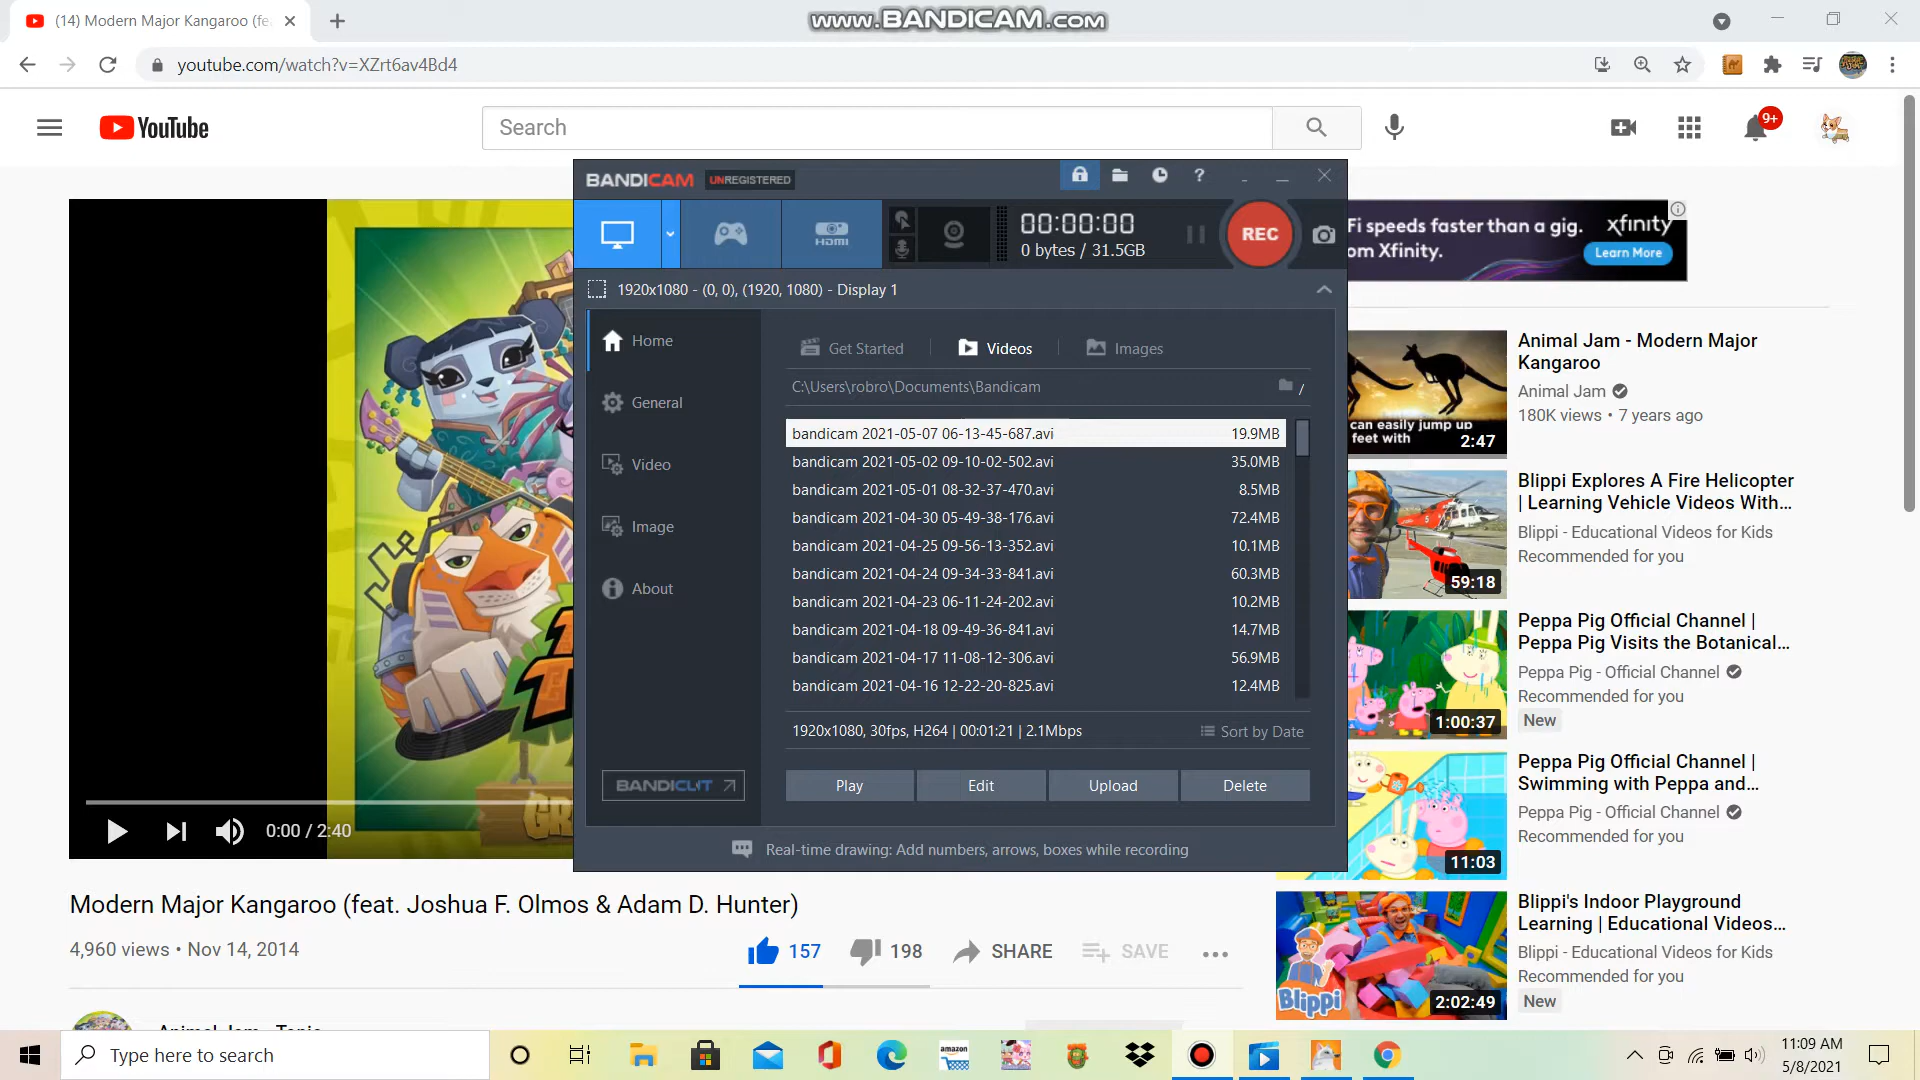 (14) Modern Major Kangaroo (fe
www.BANDICAM.com
youtube.com/watch?v=XZrt6av4Bd4
YouTube
Search
9+
BANDICAM UNREGISTERED
HDMI
00:00:00
0 bytes / 31.5GB
REC
1920x1080 - (0, 0), (1920, 1080) - Display 1
Home
General
Video
Image
About
BANDICUT
Get Started
Videos
Images
C:\Users\robro\Documents\Bandicam
/
bandicam 2021-05-07 06-13-45-687.avi 19.9MB
bandicam 2021-05-02 09-10-02-502.avi 35.0MB
bandicam 2021-05-01 08-32-37-470.avi 8.5MB
bandicam 2021-04-30 05-49-38-176.avi 72.4MB
bandicam 2021-04-25 09-56-13-352.avi 10.1MB
bandicam 2021-04-24 09-34-33-841.avi 60.3MB
bandicam 2021-04-23 06-11-24-202.avi 10.2MB
bandicam 2021-04-18 09-49-36-841.avi 14.7MB
bandicam 2021-04-17 11-08-12-306.avi 56.9MB
bandicam 2021-04-16 12-22-20-825.avi 12.4MB
1920x1080, 30fps, H264 | 00:01:21 | 2.1Mbps
Sort by Date
Play
Edit
Upload
Delete
Real-time drawing: Add numbers, arrows, boxes while recording
0:00 / 2:40
Modern Major Kangaroo (feat. Joshua F. Olmos & Adam D. Hunter)
4,960 views • Nov 14, 2014
157
198
SHARE
SAVE
Fi speeds faster than a gig.
om Xfinity.
xfinity
Learn More
can easily jump up
feet with
2:47
Animal Jam - Modern Major
Kangaroo
Animal Jam
180K views • 7 years ago
59:18
Blippi Explores A Fire Helicopter
| Learning Vehicle Videos With...
Blippi - Educational Videos for Kids
Recommended for you
1:00:37
Peppa Pig Official Channel |
Peppa Pig Visits the Botanical...
Peppa Pig - Official Channel
Recommended for you
New
11:03
Peppa Pig Official Channel |
Swimming with Peppa and...
Peppa Pig - Official Channel
Recommended for you
Blippi
2:02:49
Blippi's Indoor Playground
Learning | Educational Videos...
Blippi - Educational Videos for Kids
Recommended for you
New
Type here to search
amazon
11:09 AM
5/8/2021